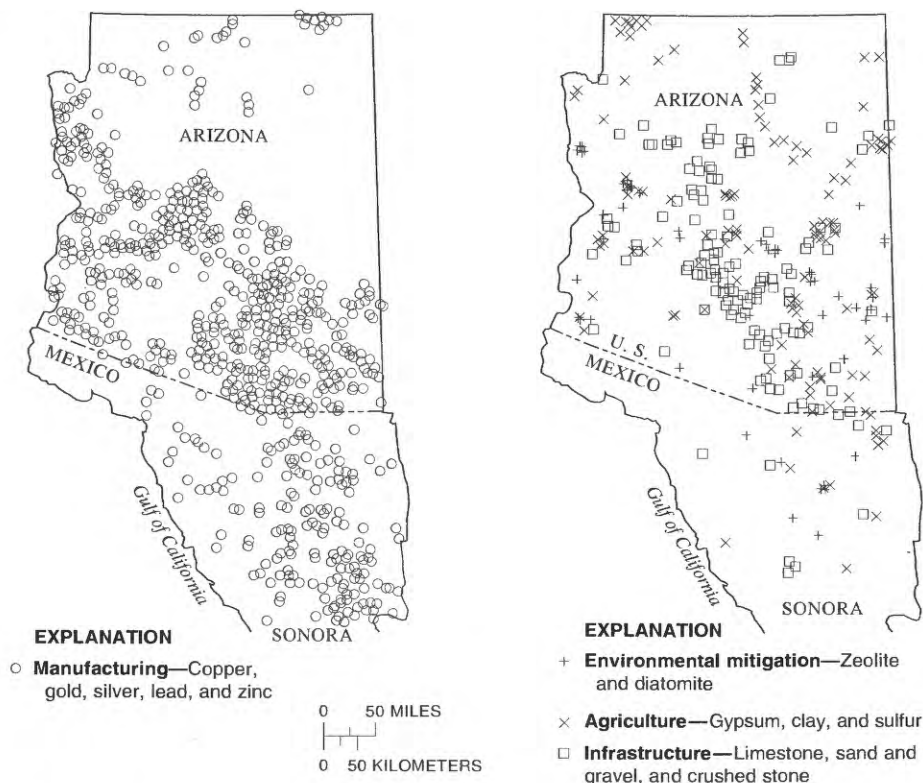 ARIZONA
MEXICO
Gulf of California
SONORA
EXPLANATION
○ Manufacturing—Copper,
gold, silver, lead, and zinc
0 50 MILES
0 50 KILOMETERS
ARIZONA
U. S.
MEXICO
Gulf of California
SONORA
EXPLANATION
+ Environmental mitigation—Zeolite
and diatomite
× Agriculture—Gypsum, clay, and sulfur
□ Infrastructure—Limestone, sand and
gravel, and crushed stone